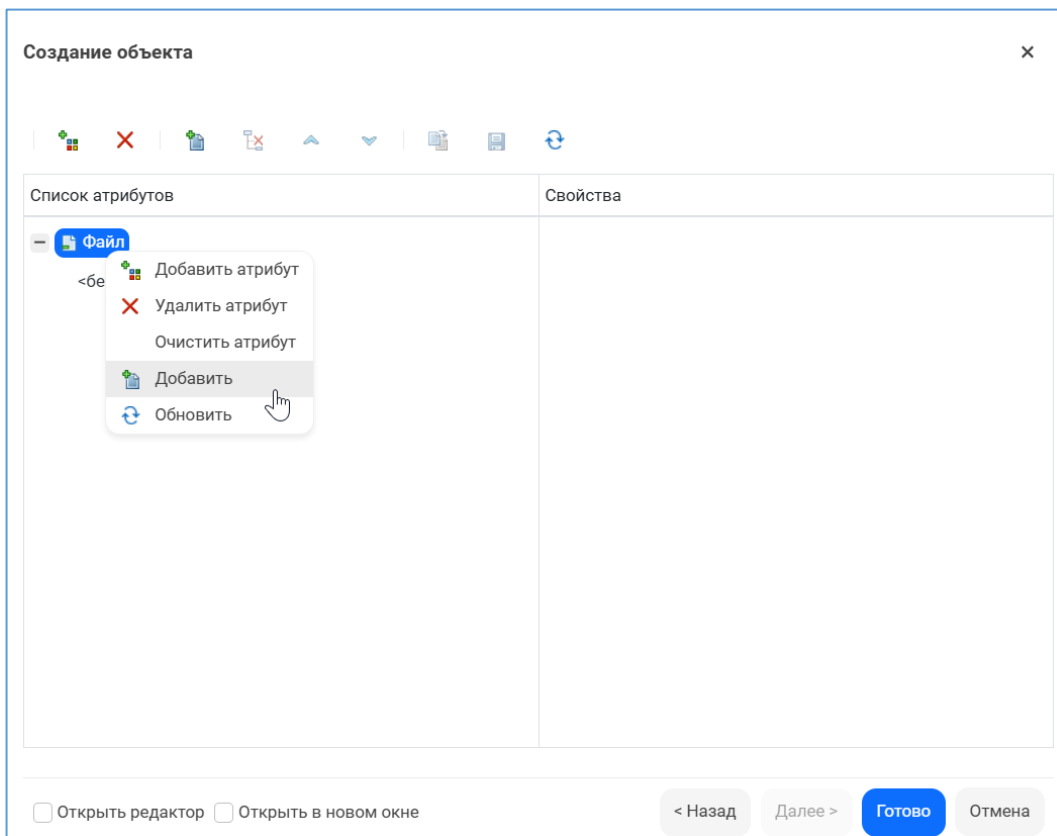 Создание объекта
Список атрибутов Свойства
Файл
<бе
Добавить атрибут
Удалить атрибут
Очистить атрибут
Добавить
Обновить
Открыть редактор Открыть в новом окне < Назад Далее > Готово Отмена